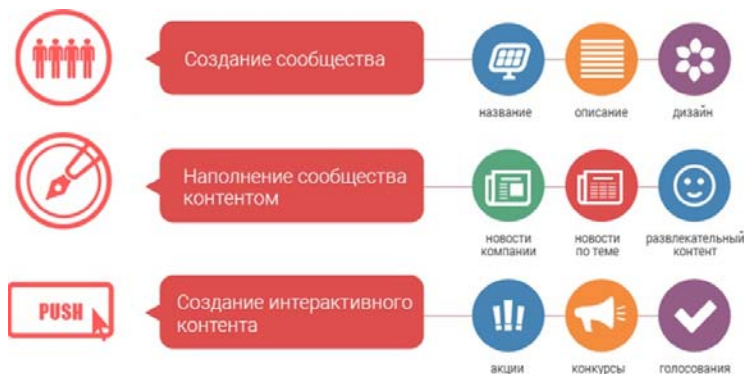 Создание сообщества
название
описание
дизайн
Наполнение сообщества
контентом
новости
компании
новости
по теме
развлекательный
контент
PUSH
Создание интерактивного
контента
акции
конкурсы
голосования